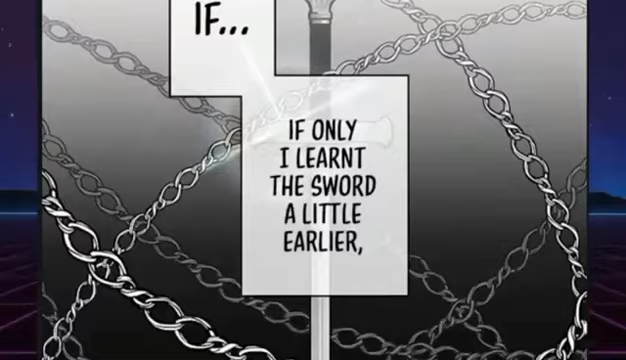 IF...
IF ONLY
I LEARNT
THE SWORD
A LITTLE
EARLIER,